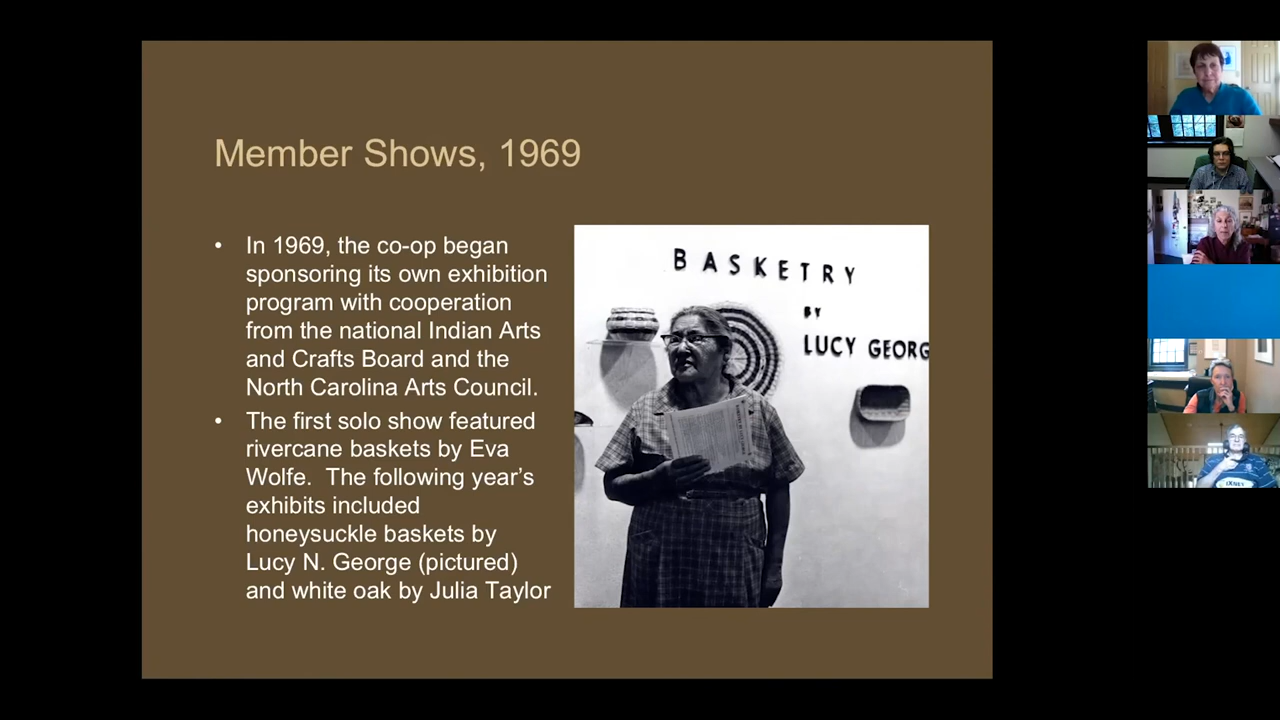 Member Shows, 1969
• In 1969, the co-op began
sponsoring its own exhibition
program with cooperation
from the national Indian Arts
and Crafts Board and the
North Carolina Arts Council.
• The first solo show featured
rivercane baskets by Eva
Wolfe.  The following year’s
exhibits included
honeysuckle baskets by
Lucy N. George (pictured)
and white oak by Julia Taylor
BASKETRY
BY
LUCY GEORG